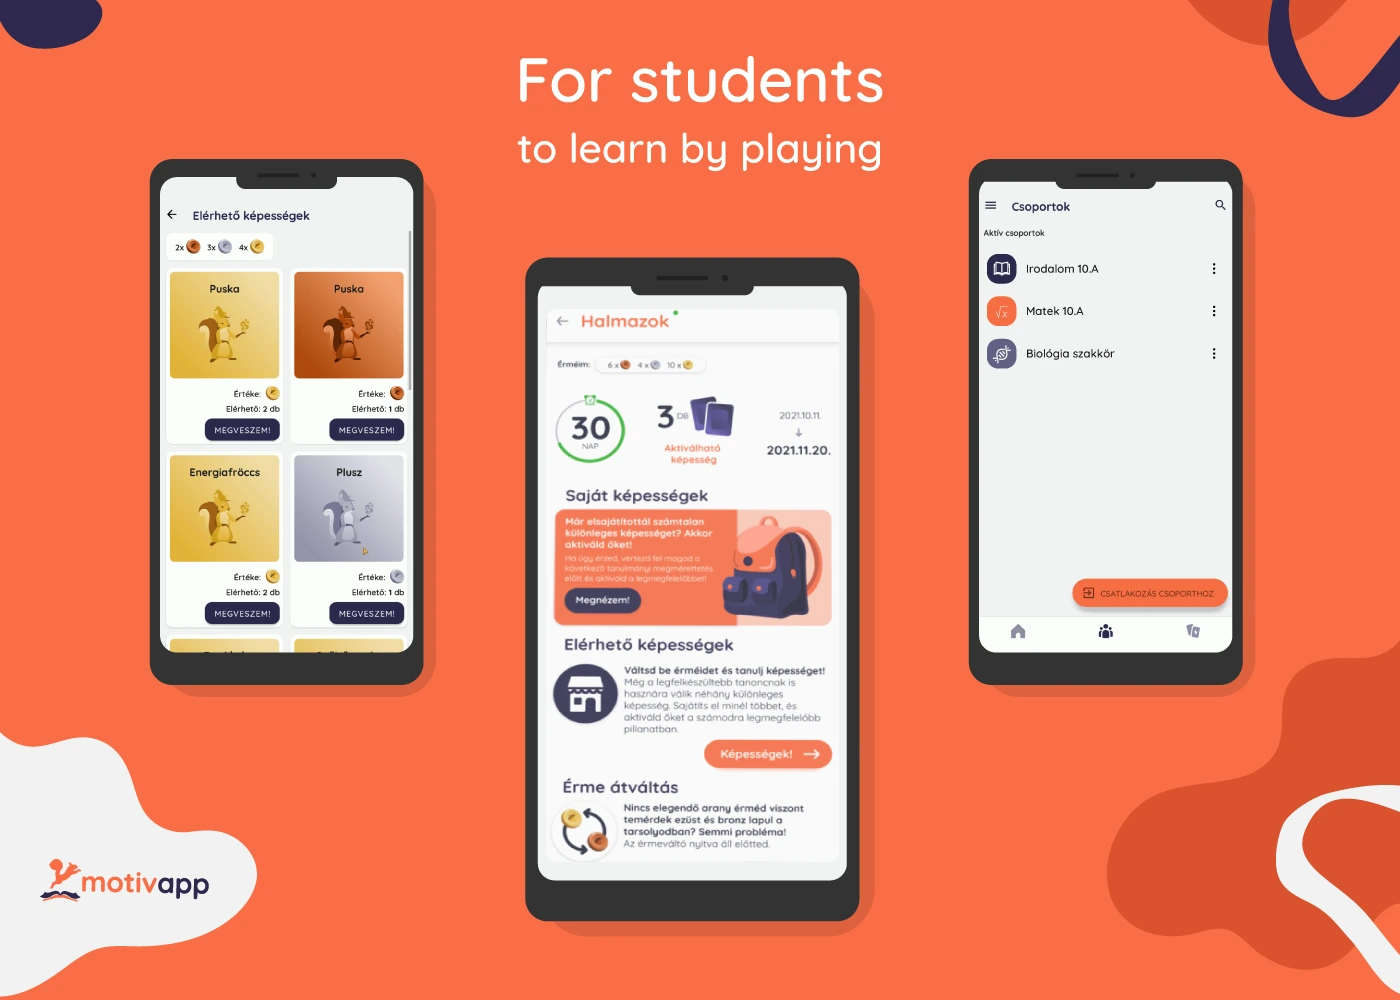 For students
to learn by playing
Elérhető képességek
2x 3x 4x
Puska
Értéke:
Elérhető: 2 db
MEGVESZEM!
Puska
Értéke:
Elérhető: 1 db
MEGVESZEM!
Energiafröccs
Értéke:
Elérhető: 2 db
MEGVESZEM!
Plusz
Értéke:
Elérhető: 1 db
MEGVESZEM!
Halmazok
Érméim: 6 x 4 x 10 x
30
NAP
3 DB
Aktiválható
képesség
2021.10.11.
2021.11.20.
Saját képességek
Már elsajátítottál számtalan
különleges képességet? Akkor
aktiváld őket!
Ha úgy érzed, vértezd fel magad a
következő tanulmányi megmérettetés
előtt és aktiváld a legmegfelelőbbet!
Megnézem!
Elérhető képességek
Váltsd be érméidet és tanulj képességet!
Még a legfelkészültebb tanoncnak is
hasznára válik néhány különleges
képesség. Sajátíts el minél többet, és
aktiváld őket a számodra legmegfelelőbb
pillanatban.
Képességek!
Érme átváltás
Nincs elegendő arany érméd viszont
temérdek ezüst és bronz lapul a
tarsolyodban? Semmi probléma!
Az érmeváltó nyitva áll előtted.
Csoportok
Aktív csoportok
Irodalom 10.A
√x
Matek 10.A
Biológia szakkör
CSATLAKOZÁS CSOPORTHOZ
motivapp